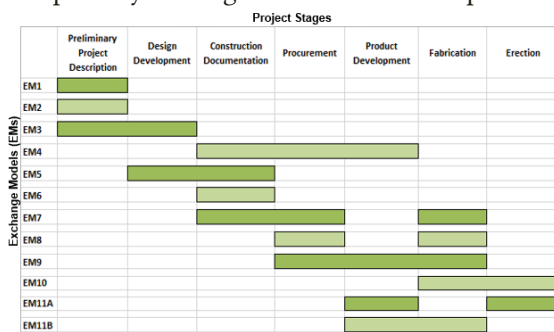 Project Stages
Preliminary
Project
Description
Design
Development
Construction
Documentation
Procurement
Product
Development
Fabrication
Erection
Exchange Models (EMs)
EM1
EM2
EM3
EM4
EM5
EM6
EM7
EM8
EM9
EM10
EM11A
EM11B